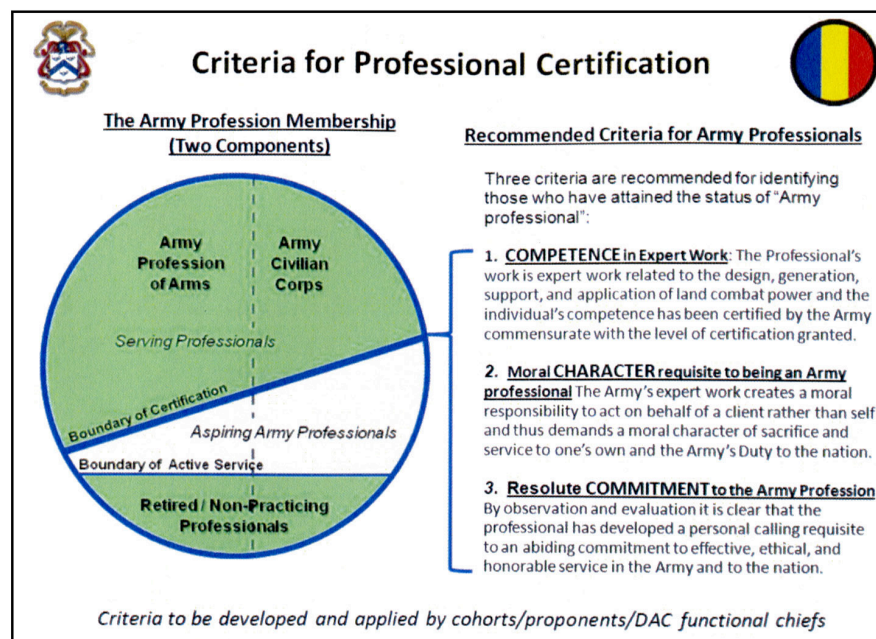 Criteria for Professional Certification
The Army Profession Membership
(Two Components)
Army
Profession
of Arms
Army
Civilian
Corps
Serving Professionals
Boundary of Certification
Aspiring Army Professionals
Boundary of Active Service
Retired / Non-Practicing
Professionals
Recommended Criteria for Army Professionals
Three criteria are recommended for identifying
those who have attained the status of “Army
professional”:
1. COMPETENCE in Expert Work: The Professional’s
work is expert work related to the design, generation,
support, and application of land combat power and the
individual’s competence has been certified by the Army
commensurate with the level of certification granted.
2. Moral CHARACTER requisite to being an Army
professional The Army’s expert work creates a moral
responsibility to act on behalf of a client rather than self
and thus demands a moral character of sacrifice and
service to one’s own and the Army’s Duty to the nation.
3. Resolute COMMITMENT to the Army Profession
By observation and evaluation it is clear that the
professional has developed a personal calling requisite
to an abiding commitment to effective, ethical, and
honorable service in the Army and to the nation.
Criteria to be developed and applied by cohorts/proponents/DAC functional chiefs